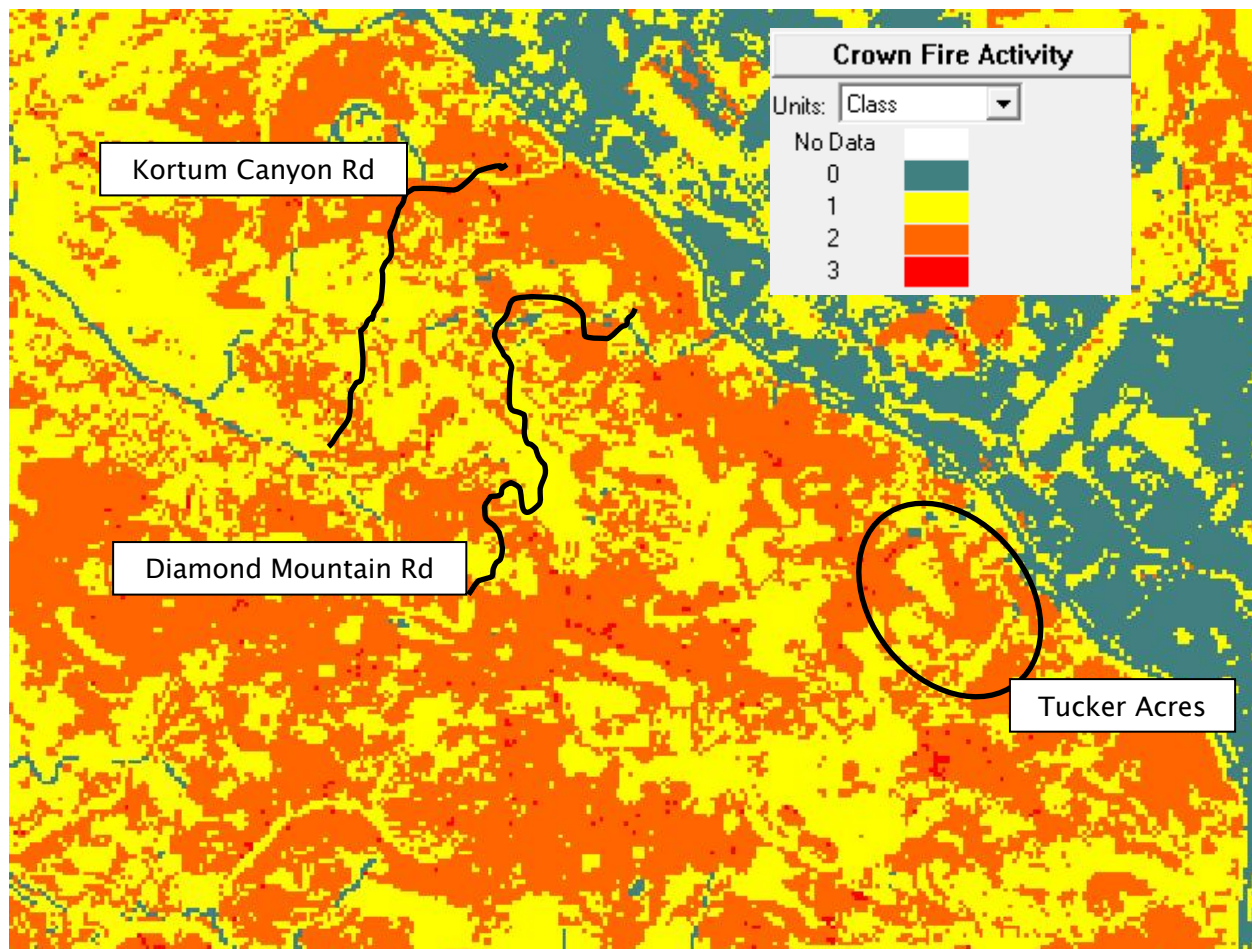 Crown Fire Activity
Units: Class
No Data
0
1
2
3
Kortum Canyon Rd
Diamond Mountain Rd
Tucker Acres